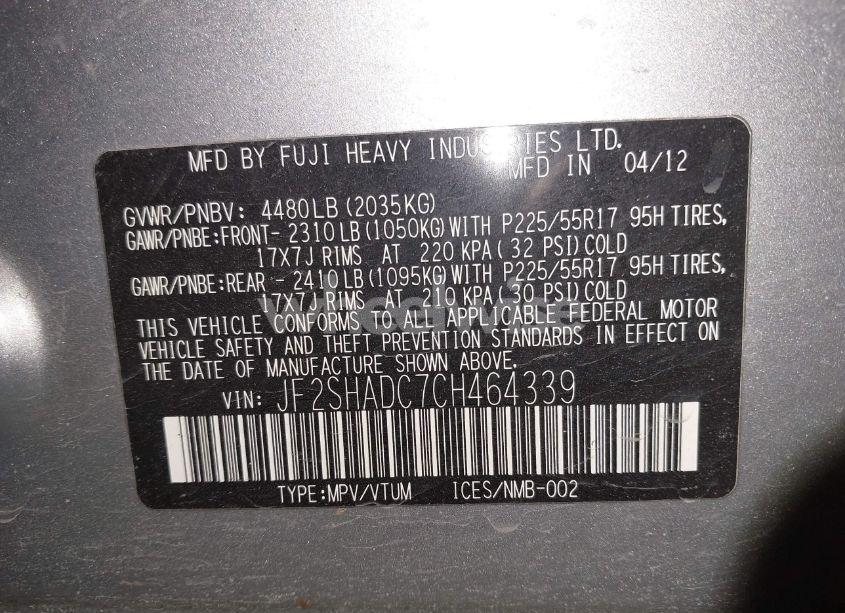 MFD BY FUJI HEAVY INDUSTRIES LTD.
MFD IN 04/12
GVWR/PNBV: 4480LB(2035KG)
GAWR/PNBE:FRONT- 2310LB(1050KG)WITH P225/55R17 95H TIRES,
17X7J RIMS AT 220 KPA(32 PSI)COLD
GAWR/PNBE:REAR - 2410LB(1095KG)WITH P225/55R17 95H TIRES,
17X7J RIMS AT 210 KPA(30 PSI)COLD
THIS VEHICLE CONFORMS TO ALL APPLICABLE FEDERAL MOTOR
VEHICLE SAFETY AND THEFT PREVENTION STANDARDS IN EFFECT ON
THE DATE OF MANUFACTURE SHOWN ABOVE.
VIN: JF2SHADC7CH464339
TYPE:MPV/VTUM ICES/NMB-002